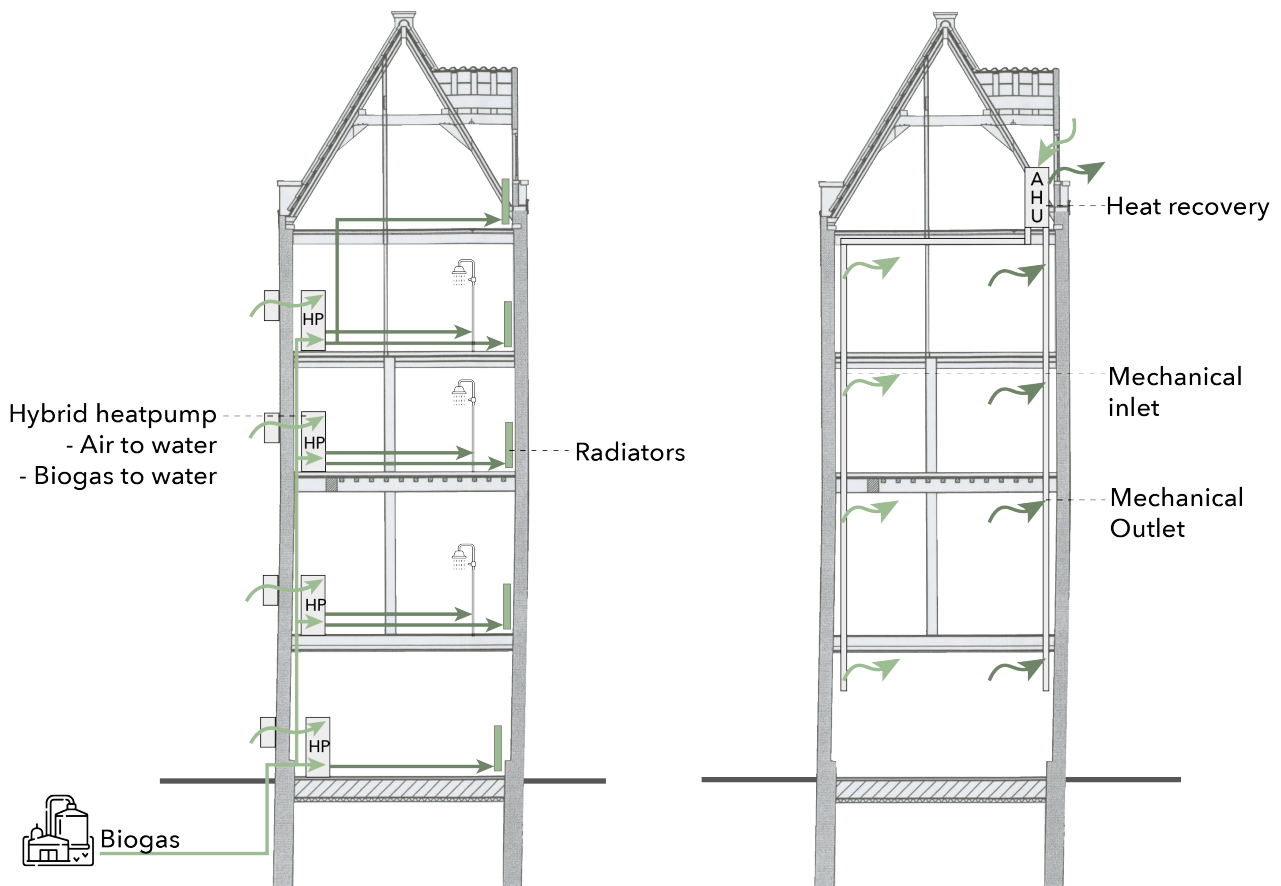 HP
HP
Hybrid heatpump
- Air to water
- Biogas to water
Radiators
HP
HP
Biogas
A
H
U
Heat recovery
Mechanical
inlet
Mechanical
Outlet